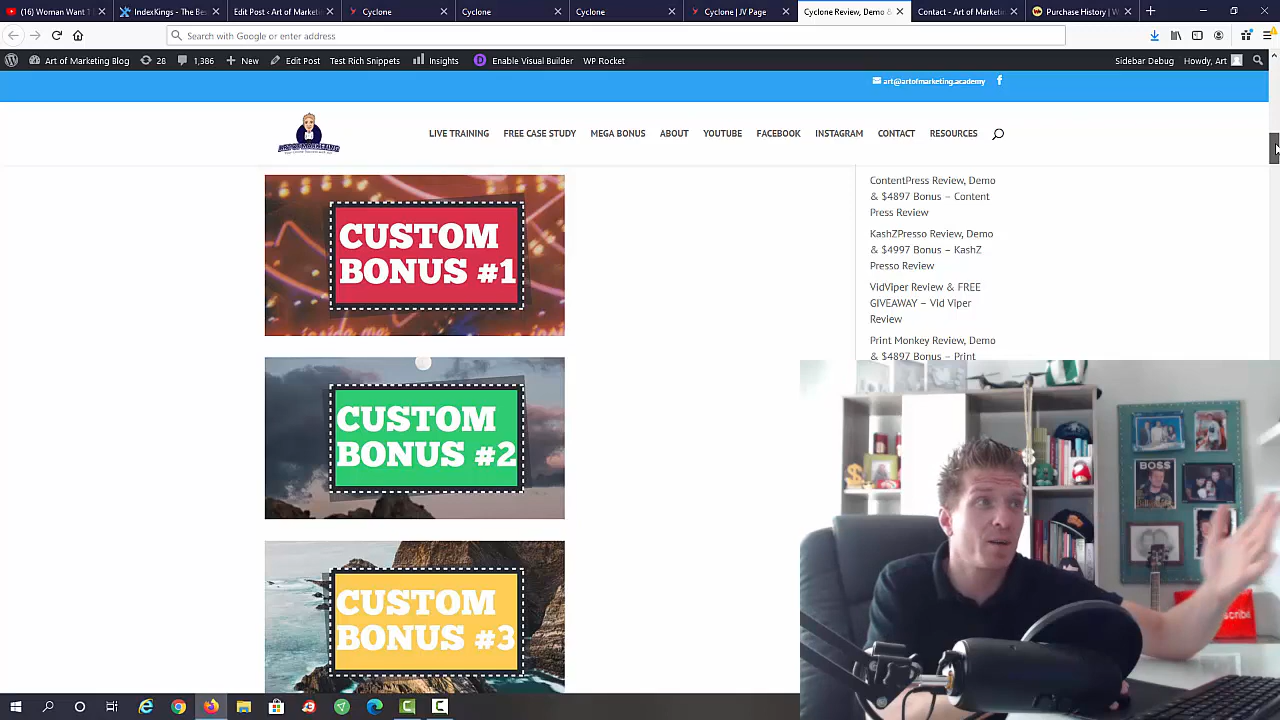 (16) Woman Want T
IndexKings - The Bes
Edit Post ‹ Art of M
Cyclone
Cyclone
Cyclone
Cyclone | JV Page
Cyclone Review, Demo &
Contact - Art of Marketin
Purchase History | W
Search with Google or enter address
Art of Marketing Blog
28
1,386
New
Edit Post
Test Rich Snippets
Insights
Enable Visual Builder
WP Rocket
Sidebar Debug
Howdy, Art
art@artofmarketing.academy
ART OF MARKETING
LIVE TRAINING
FREE CASE STUDY
MEGA BONUS
ABOUT
YOUTUBE
FACEBOOK
INSTAGRAM
CONTACT
RESOURCES
CUSTOM
BONUS #1
CUSTOM
BONUS #2
CUSTOM
BONUS #3
ContentPress Review, Demo
& $4897 Bonus – Content
Press Review
KashZPresso Review, Demo
& $4997 Bonus – KashZ
Presso Review
VidViper Review & FREE
GIVEAWAY – Vid Viper
Review
Print Monkey Review, Demo
& $4897 Bonus – Print
BOSS